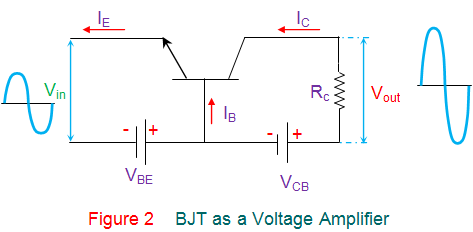 IE
IC
Vin
RC
Vout
IB
- +
- +
VBE
VCB
Figure 2 BJT as a Voltage Amplifier